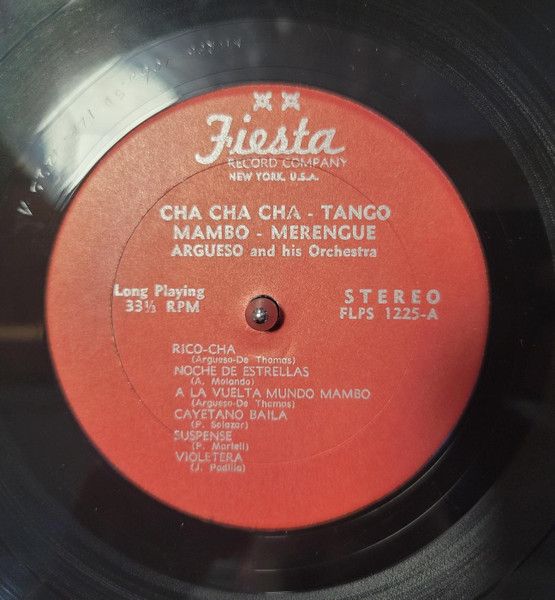 Fiesta
RECORD COMPANY
NEW YORK, U.S.A.
CHA CHA CHA - TANGO
MAMBO - MERENGUE
ARGUESO and his Orchestra
Long Playing
33⅓ RPM
STEREO
FLPS 1225-A
RICO-CHA
(Argueso-De Thomas)
NOCHE DE ESTRELLAS
(A. Malando)
A LA VUELTA MUNDO MAMBO
(Argueso-De Thomas)
CAYETANO BAILA
(P. Salazar)
SUSPENSE
(P. Martell)
VIOLETERA
(J. Padilla)